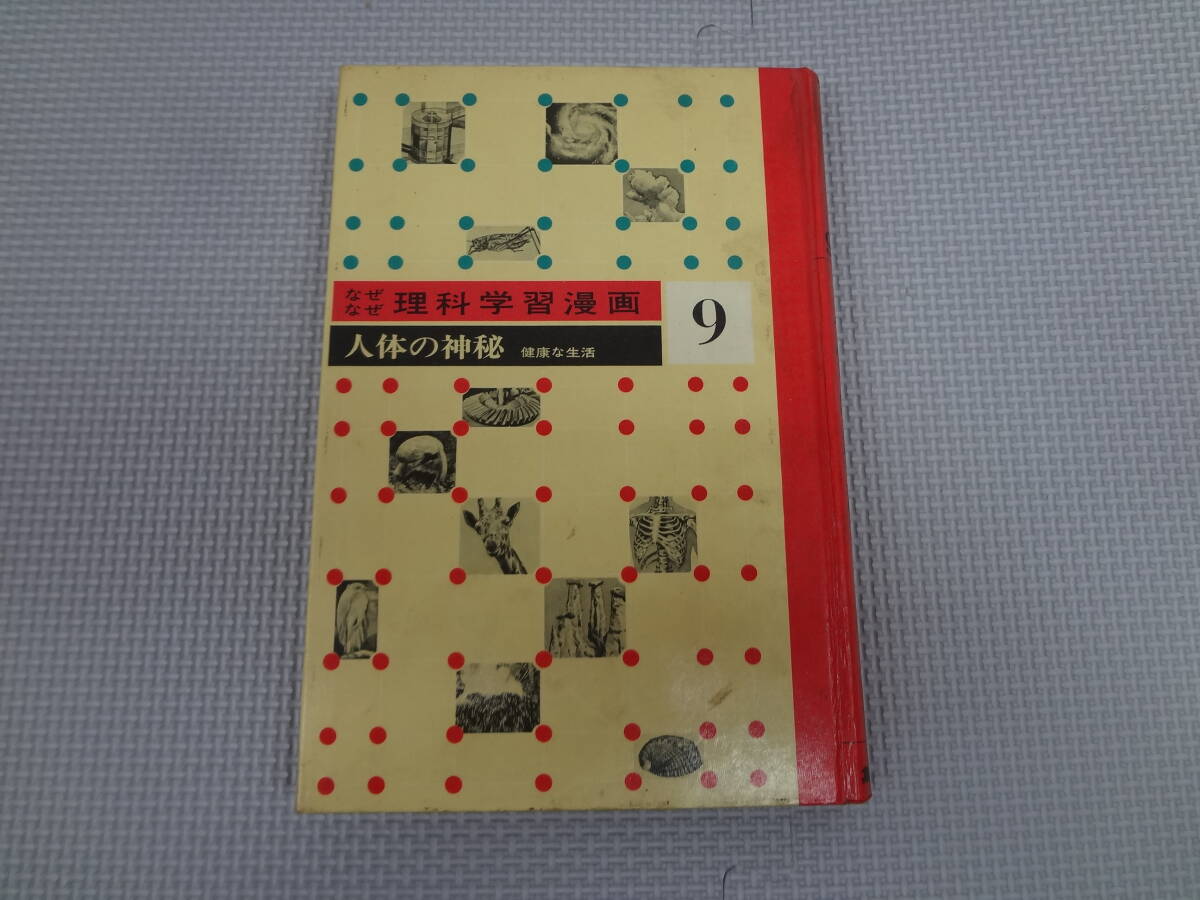 なぜなぜ 理科学習漫画
9
人体の神秘 健康な生活